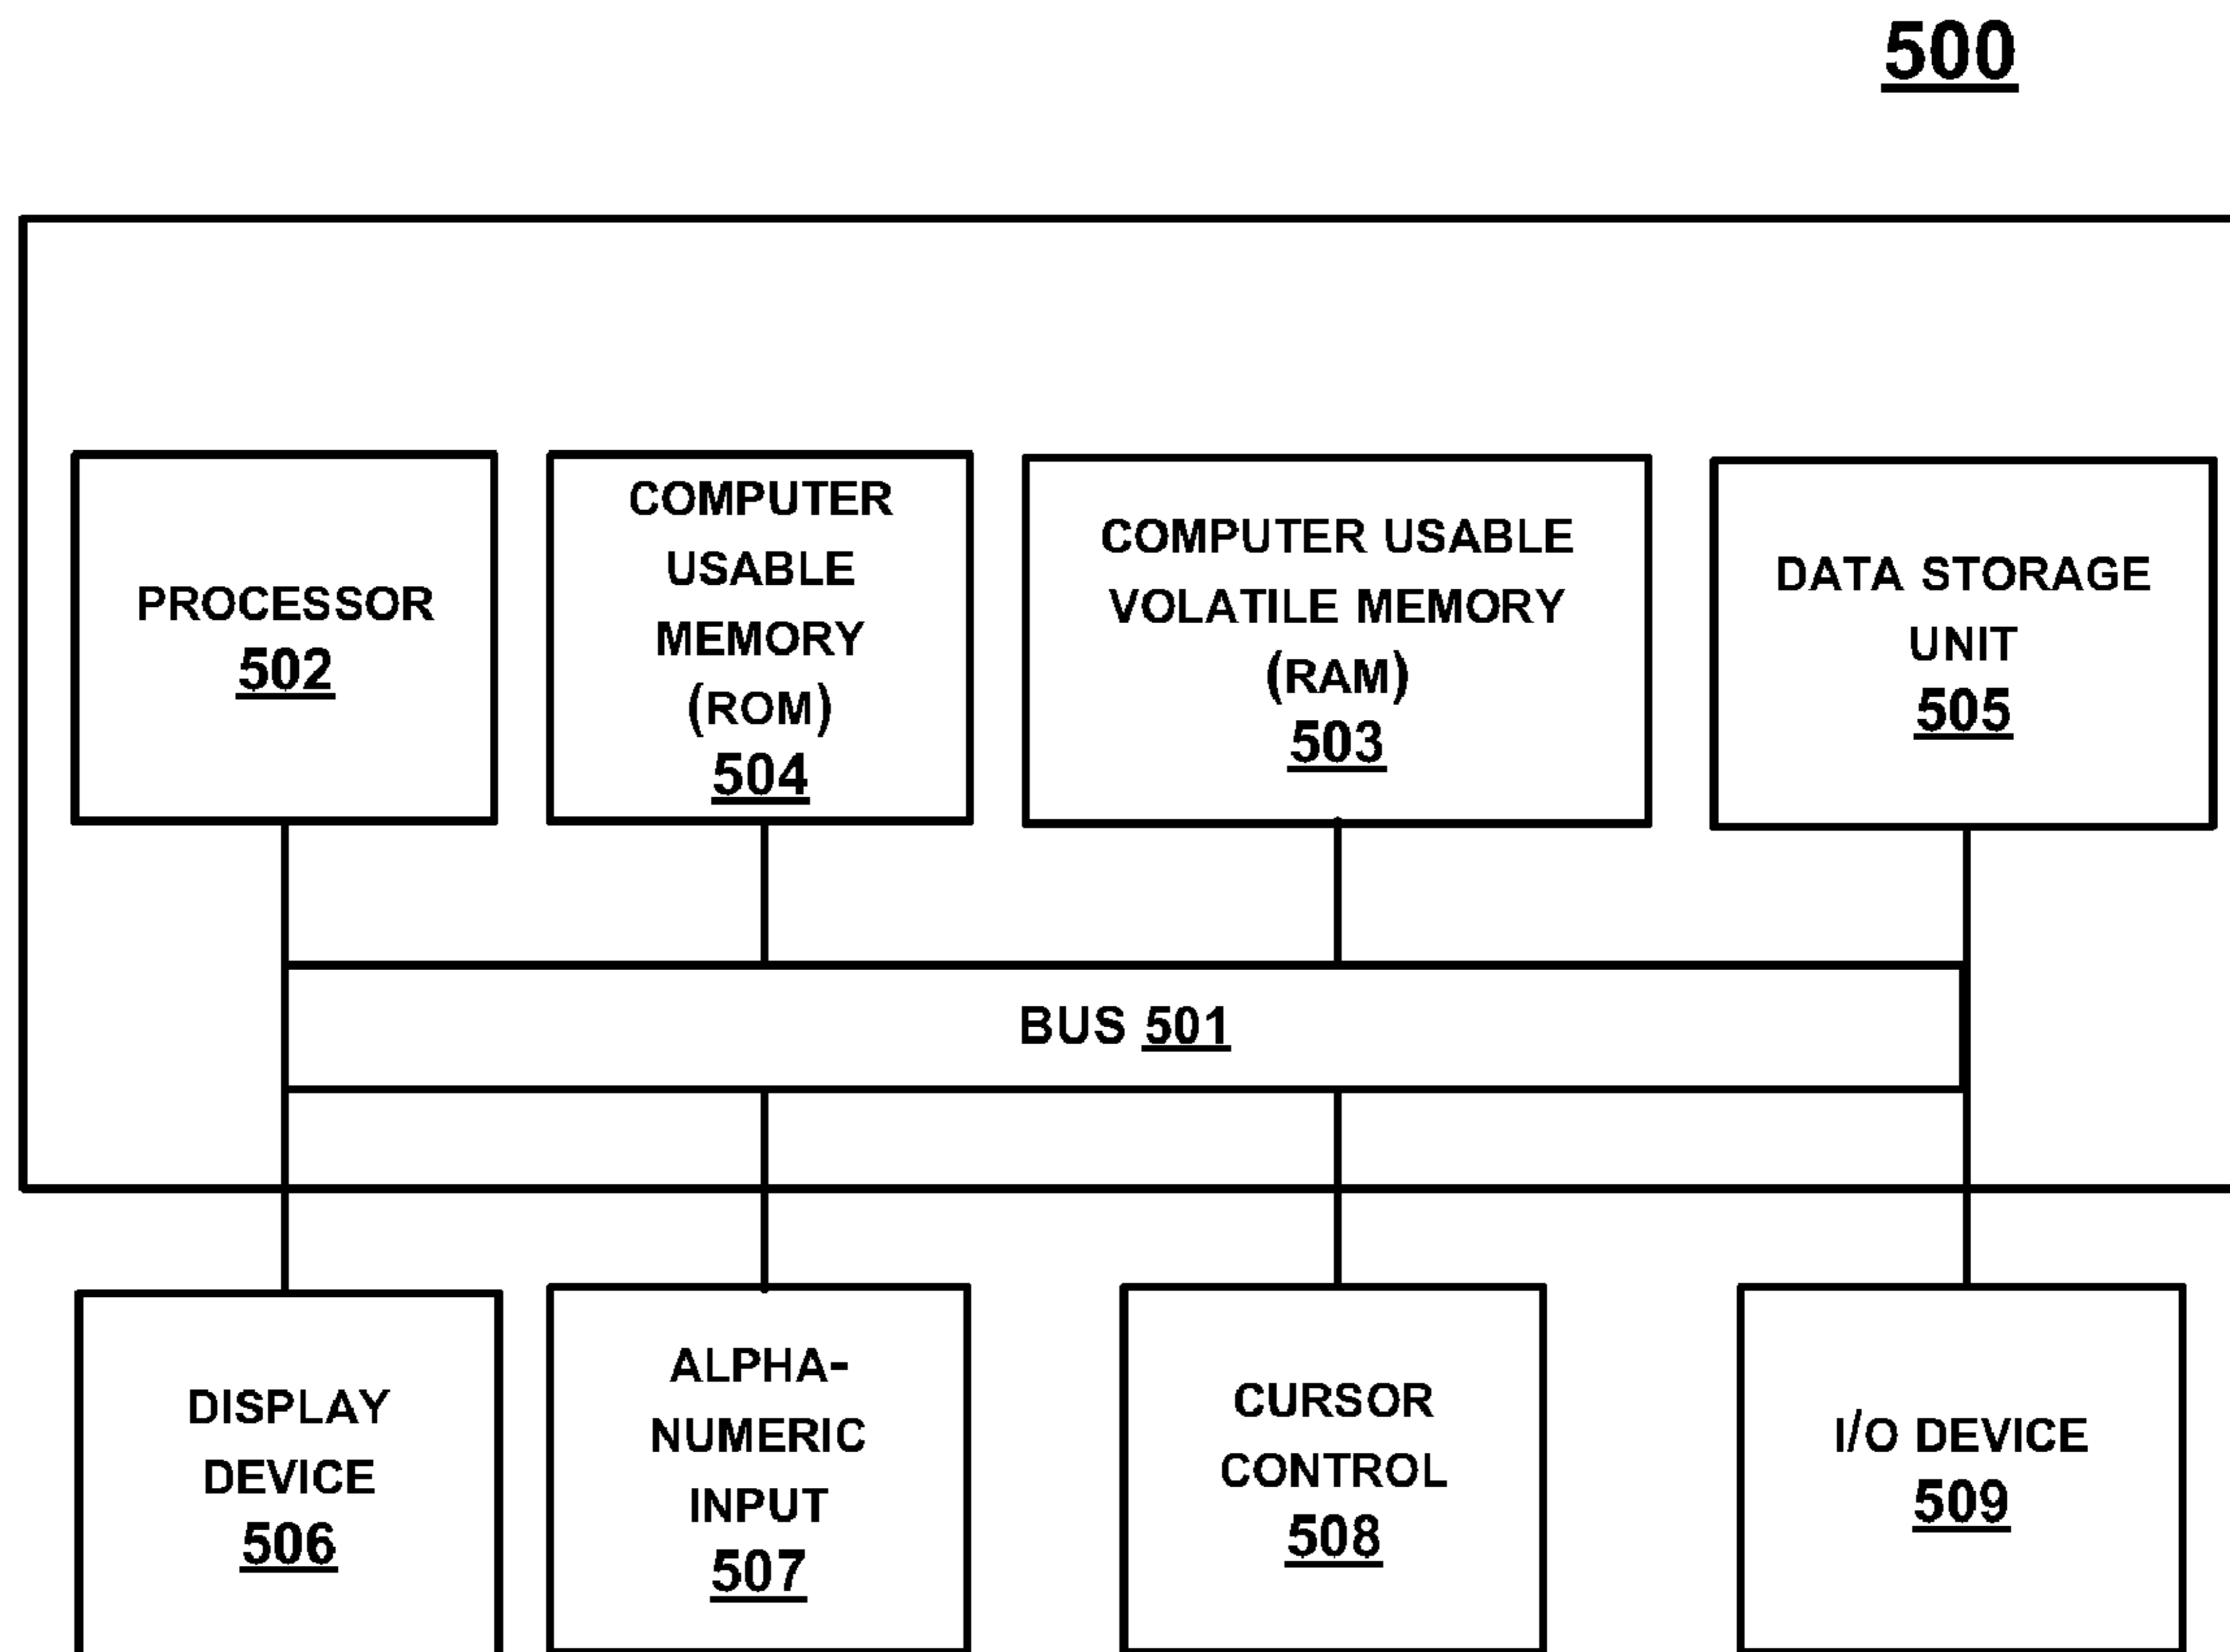 500
PROCESSOR
502
COMPUTER
USABLE
MEMORY
(ROM)
504
COMPUTER USABLE
VOLATILE MEMORY
(RAM)
503
DATA STORAGE
UNIT
505
BUS 501
DISPLAY
DEVICE
506
ALPHA-
NUMERIC
INPUT
507
CURSOR
CONTROL
508
I/O DEVICE
509